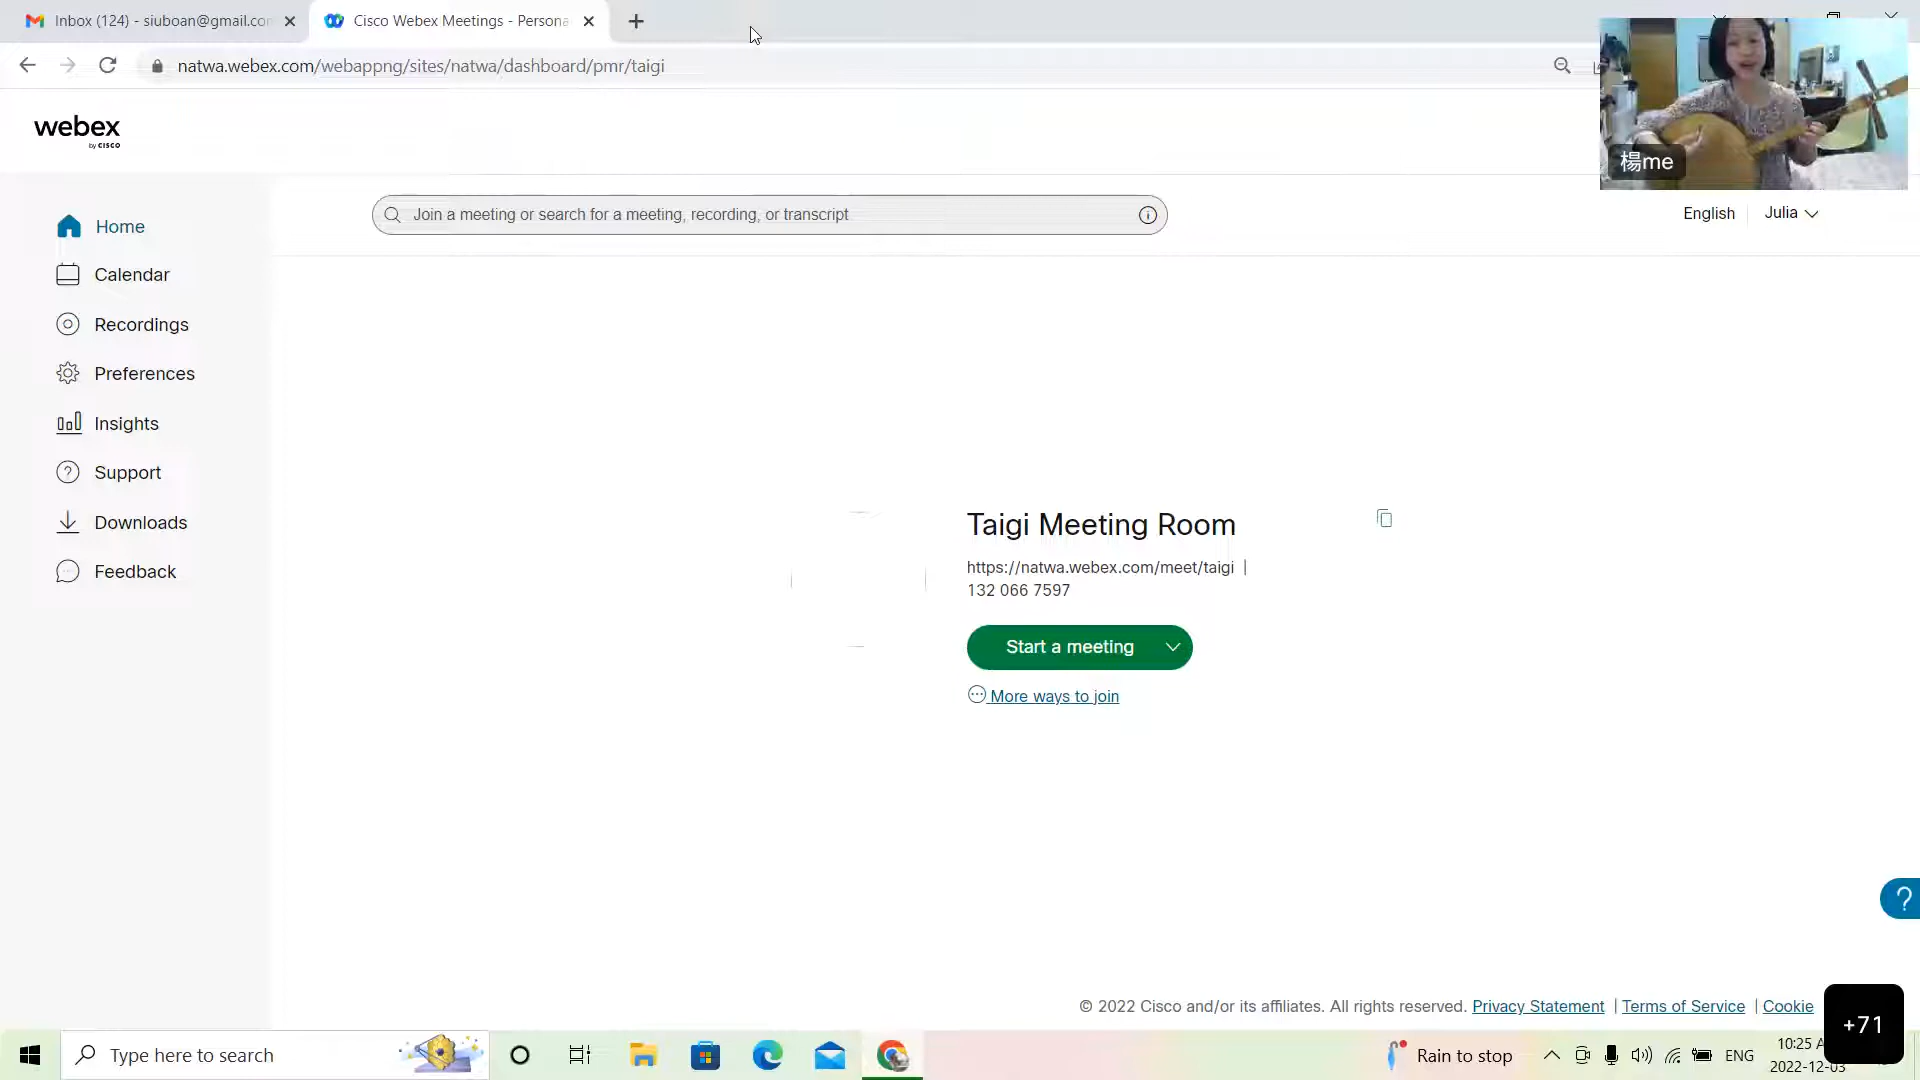 Inbox (124) - siuboan@gmail.co
Cisco Webex Meetings - Persona
natwa.webex.com/webappng/sites/natwa/dashboard/pmr/taigi
webex
by CISCO
楊me
Join a meeting or search for a meeting, recording, or transcript
English
Julia
Home
Calendar
Recordings
Preferences
Insights
Support
Downloads
Feedback
Taigi Meeting Room
https://natwa.webex.com/meet/taigi |
132 066 7597
Start a meeting
More ways to join
?
© 2022 Cisco and/or its affiliates. All rights reserved. Privacy Statement | Terms of Service | Cookie
+71
Type here to search
Rain to stop
ENG
10:25 A
2022-12-03